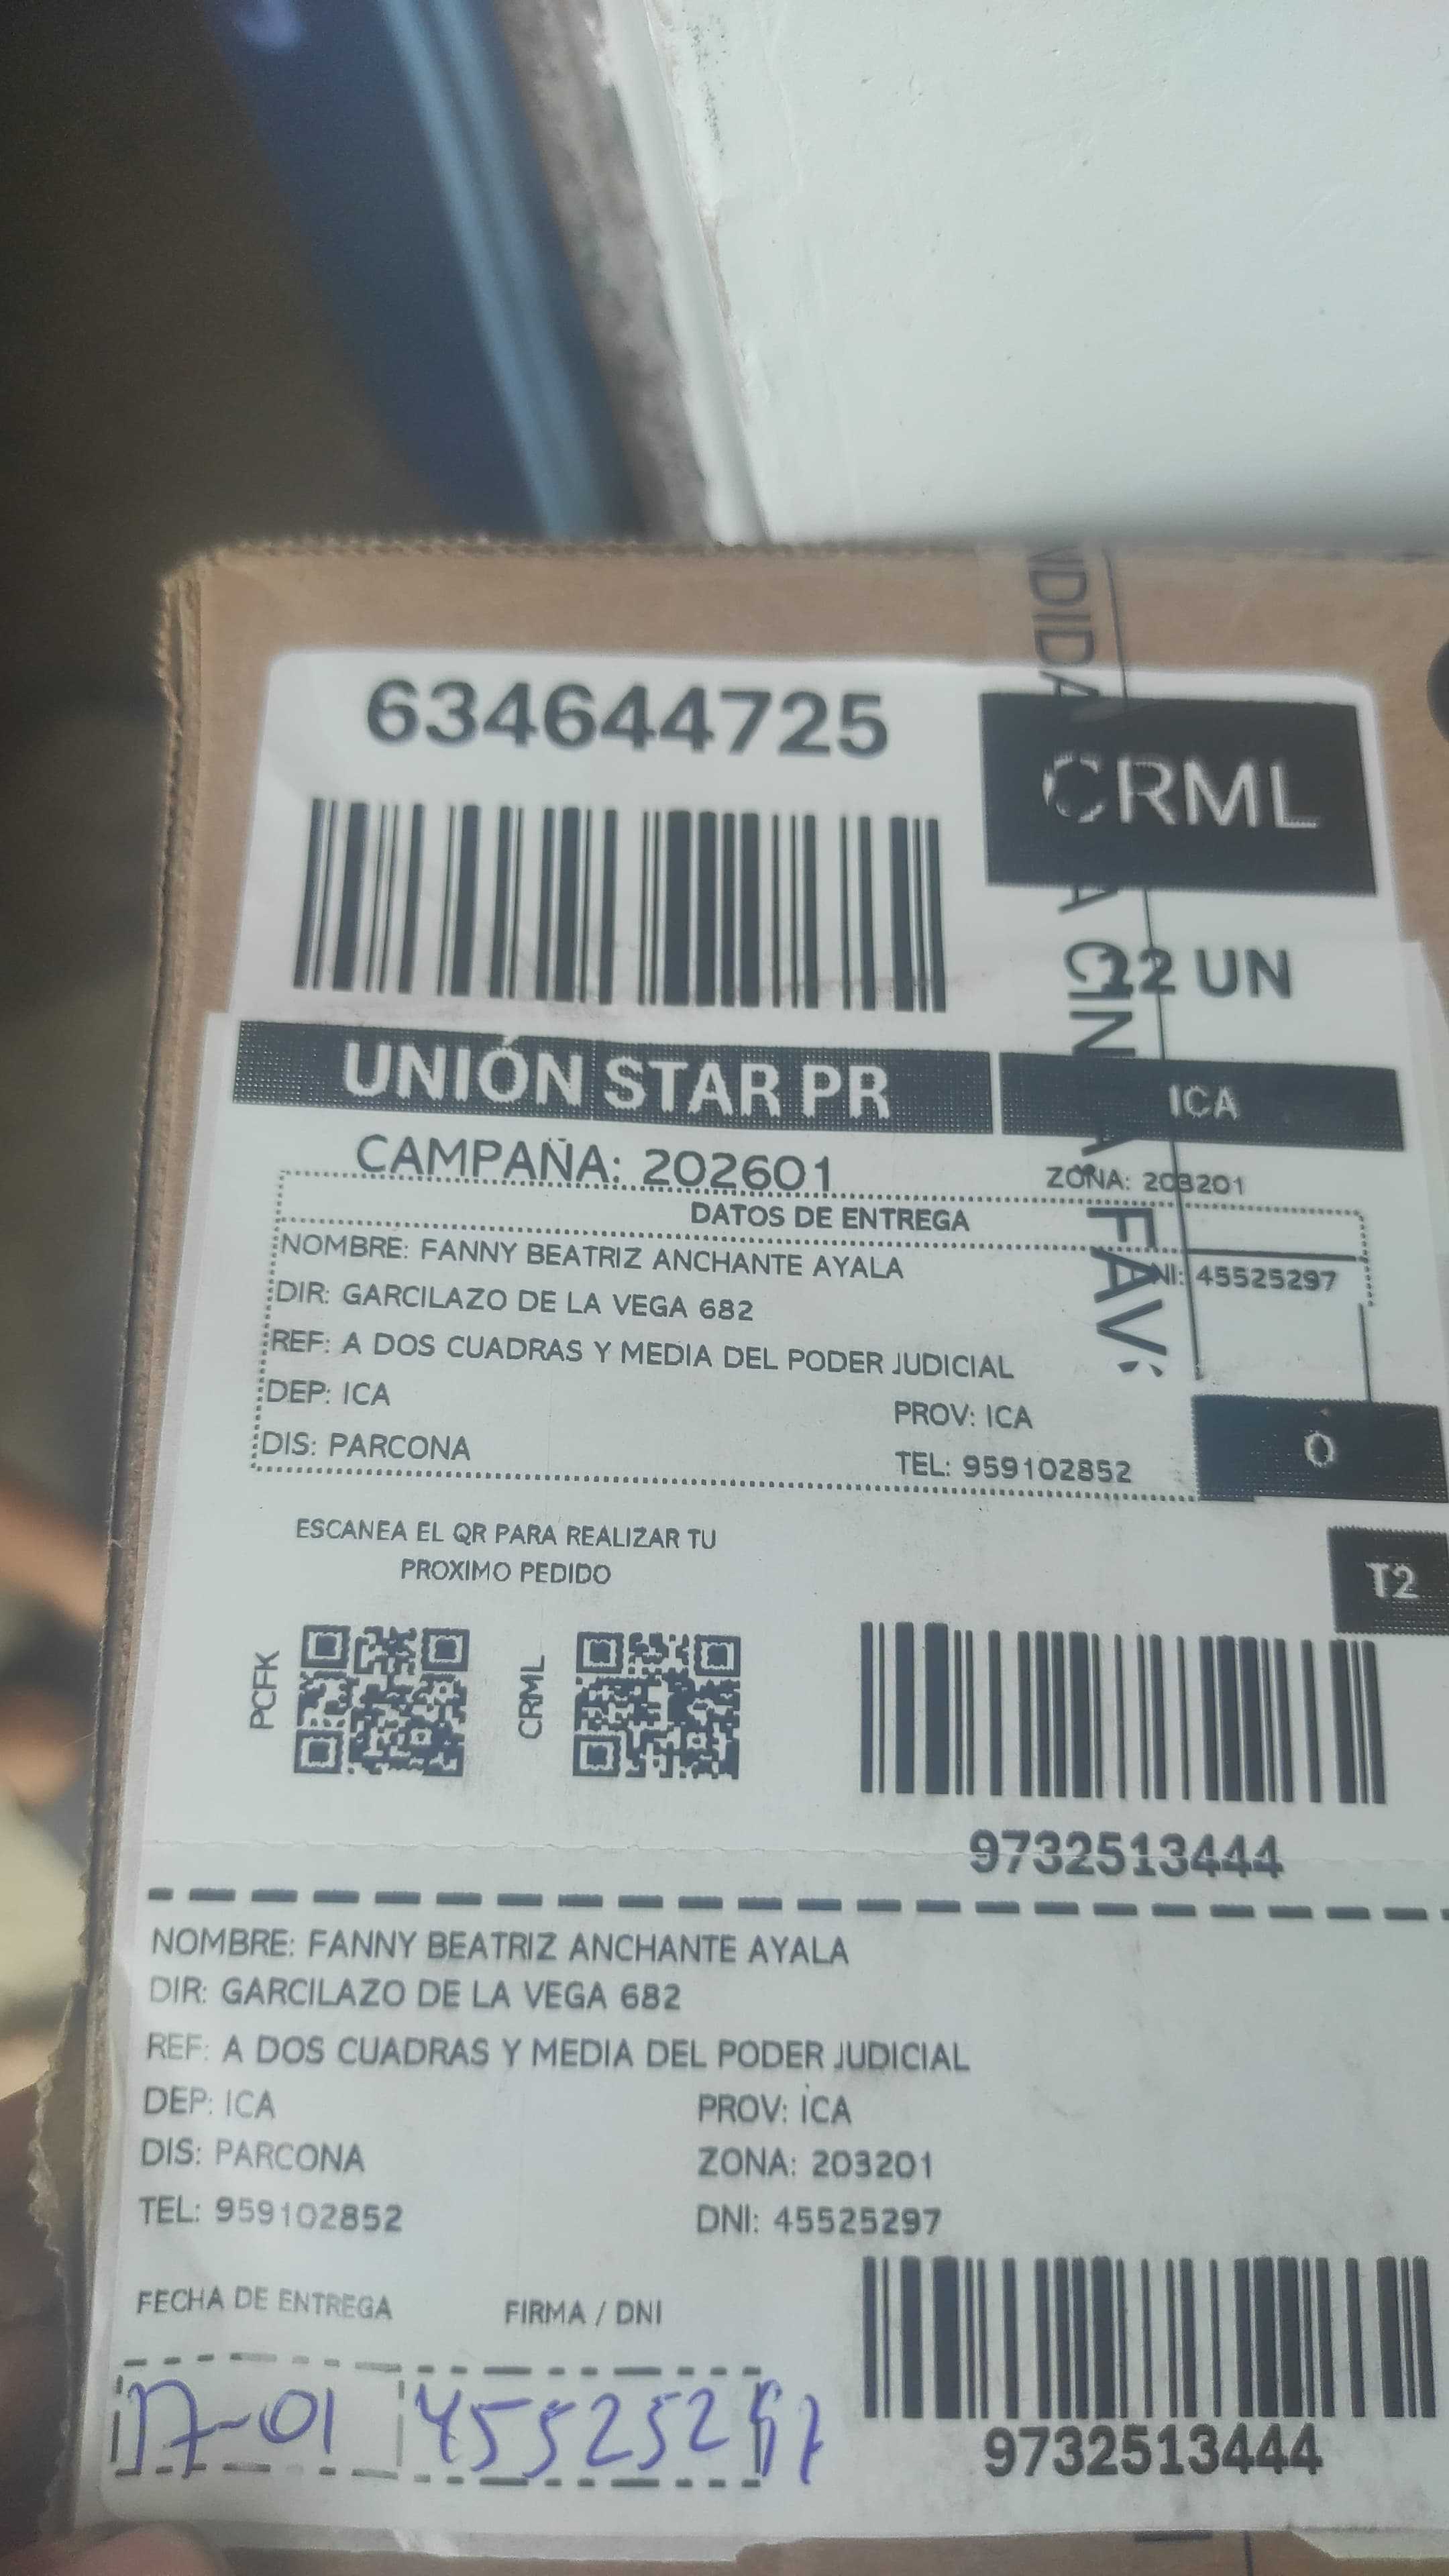 634644725
CRML
22 UN
UNIÓN STAR PR
ICA
CAMPAÑA: 202601
ZONA: 203201
DATOS DE ENTREGA
NOMBRE: FANNY BEATRIZ ANCHANTE AYALA
NI: 45525297
DIR: GARCILAZO DE LA VEGA 682
REF: A DOS CUADRAS Y MEDIA DEL PODER JUDICIAL
DEP: ICA
PROV: ICA
O
DIS: PARCONA
TEL: 959102852
ESCANEA EL QR PARA REALIZAR TU
PROXIMO PEDIDO
T2
PCFK
CRML
9732513444
NOMBRE: FANNY BEATRIZ ANCHANTE AYALA
DIR: GARCILAZO DE LA VEGA 682
REF: A DOS CUADRAS Y MEDIA DEL PODER JUDICIAL
DEP: ICA
PROV: ICA
DIS: PARCONA
ZONA: 203201
TEL: 959102852
DNI: 45525297
FECHA DE ENTREGA
FIRMA / DNI
17-01
45525297
9732513444